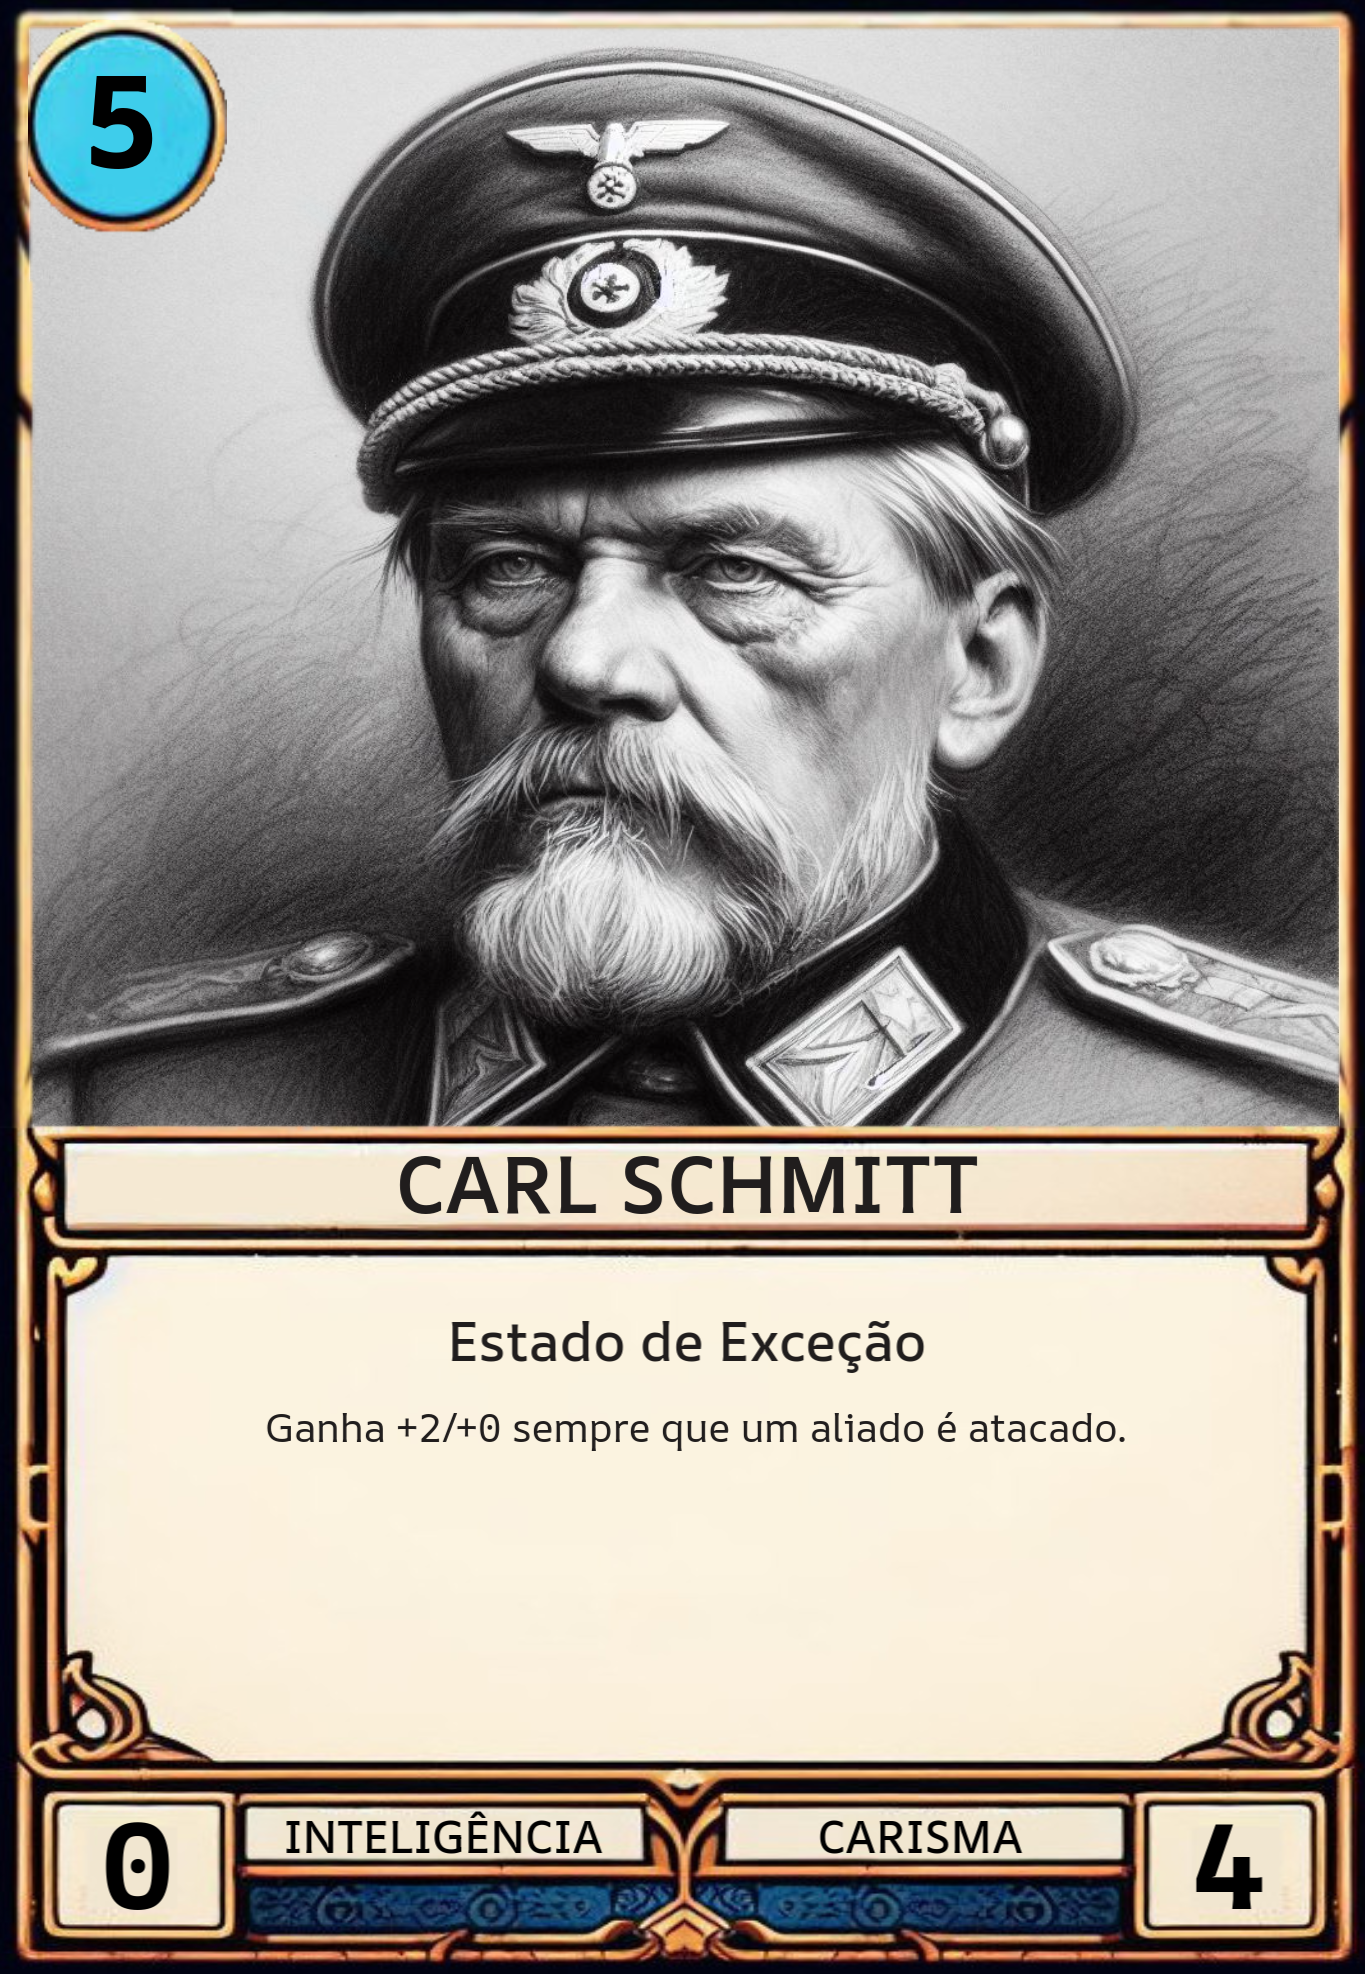 5
CARL SCHMITT
Estado de Exceção
Ganha +2/+0 sempre que um aliado é atacado.
0 INTELIGÊNCIA CARISMA 4